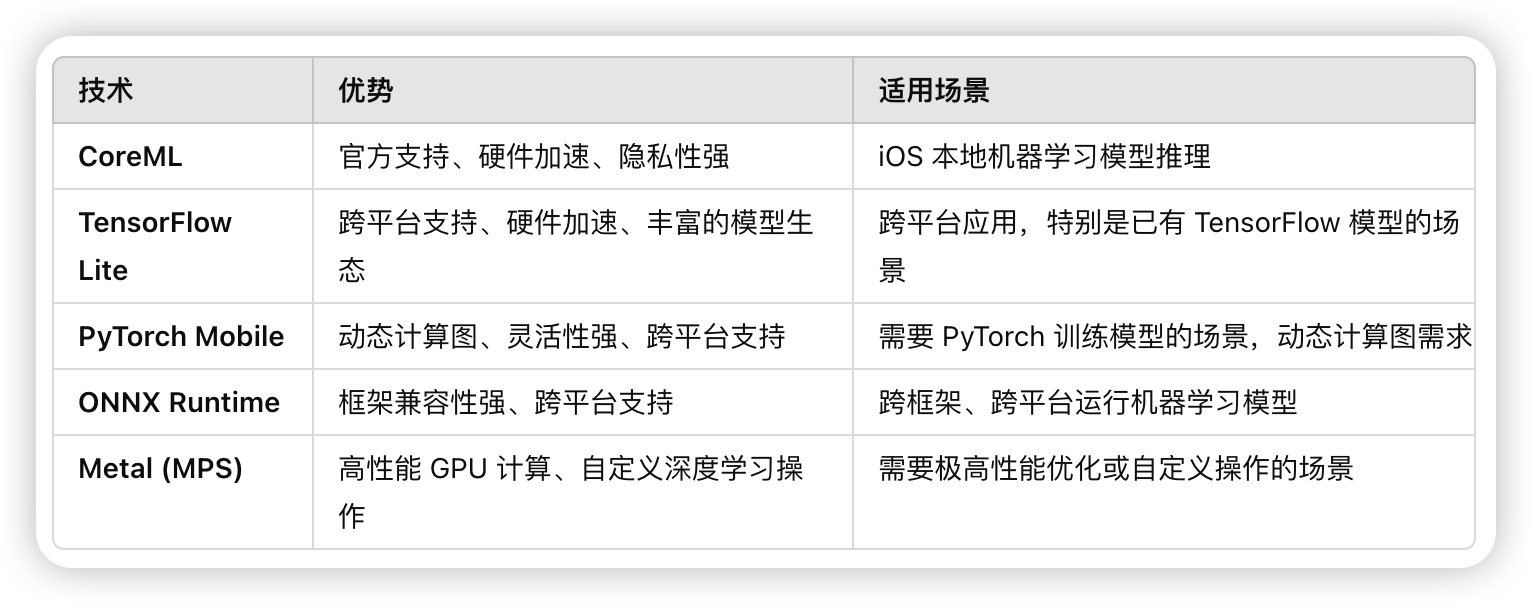 技术 优势 适用场景
CoreML 官方支持、硬件加速、隐私性强 iOS 本地机器学习模型推理
TensorFlow 跨平台支持、硬件加速、丰富的模型生 跨平台应用，特别是已有 TensorFlow 模型的场
Lite 态 景
PyTorch Mobile 动态计算图、灵活性强、跨平台支持 需要 PyTorch 训练模型的场景，动态计算图需求
ONNX Runtime 框架兼容性强、跨平台支持 跨框架、跨平台运行机器学习模型
Metal (MPS) 高性能 GPU 计算、自定义深度学习操 需要极高性能优化或自定义操作的场景
作